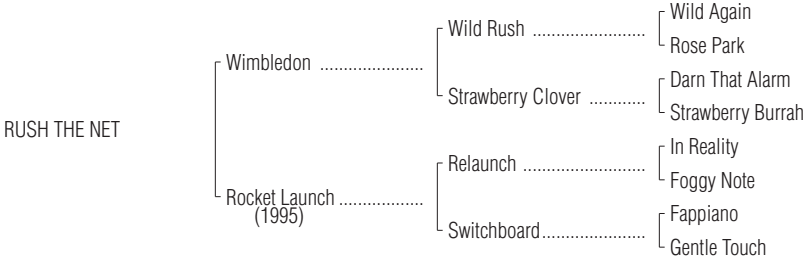 Wild Again
Wild Rush ........................
Rose Park
Wimbledon ......................
Darn That Alarm
Strawberry Clover ............
Strawberry Burrah
RUSH THE NET
In Reality
Relaunch ..........................
Foggy Note
Rocket Launch ..................
(1995)
Fappiano
Switchboard......................
Gentle Touch